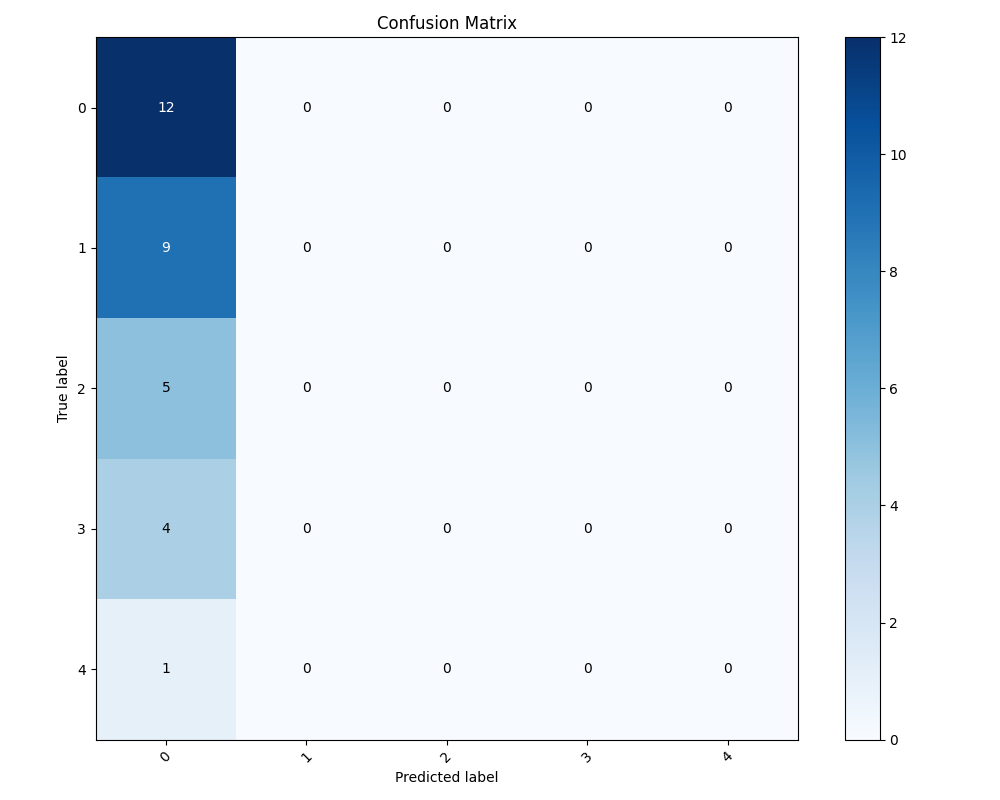 Confusion Matrix
True label
0 12 0 0 0 0
1 9 0 0 0 0
2 5 0 0 0 0
3 4 0 0 0 0
4 1 0 0 0 0
0 1 2 3 4
Predicted label
12
10
8
6
4
2
0